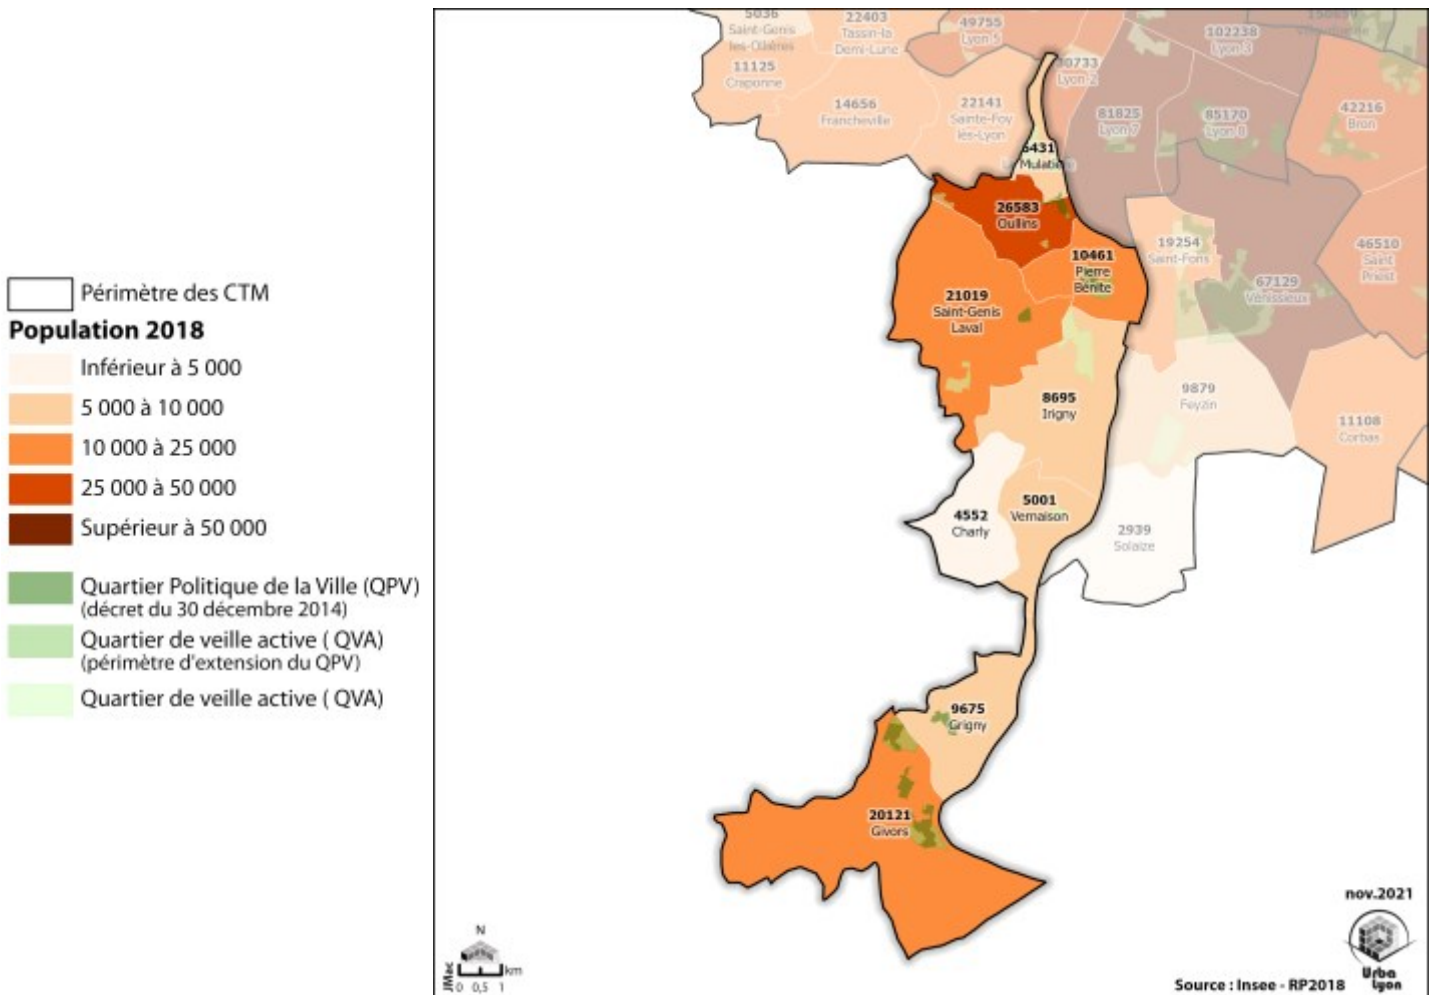 Périmètre des CTM
Population 2018
Inférieur à 5 000
5 000 à 10 000
10 000 à 25 000
25 000 à 50 000
Supérieur à 50 000
Quartier Politique de la Ville (QPV)
(décret du 30 décembre 2014)
Quartier de veille active ( QVA)
(périmètre d'extension du QPV)
Quartier de veille active ( QVA)
5036
Saint-Genis
les-Ollières
22403
Tassin-la
Demi-Lune
49755
Lyon 5
102238
Lyon 3
11125
Craponne
14656
Francheville
22141
Sainte-Foy
lès-Lyon
Lyon 2
81825
Lyon 7
85170
Lyon 8
42216
Bron
26583
Oullins
10461
Pierre
Bénite
21019
Saint-Genis
Laval
19254
Saint-Fons
67129
Vénissieux
46510
Saint
Priest
8695
Irigny
9879
Feyzin
11108
Corbas
4552
Charly
5001
Vernaison
2939
Solaize
9675
Grigny
20121
Givors
N
JMac
0 0,5 1
km
nov.2021
Urba
Lyon
Source : Insee - RP2018